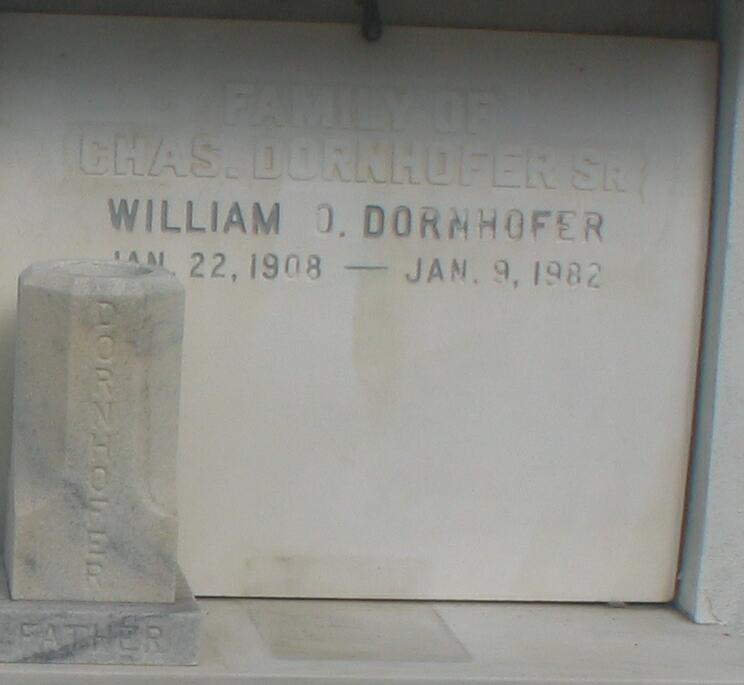 FAMILY OF
CHAS. DORNHOFER SR
WILLIAM O. DORNHOFER
JAN. 22, 1908 — JAN. 9, 1982
DORNHOFER
FATHER